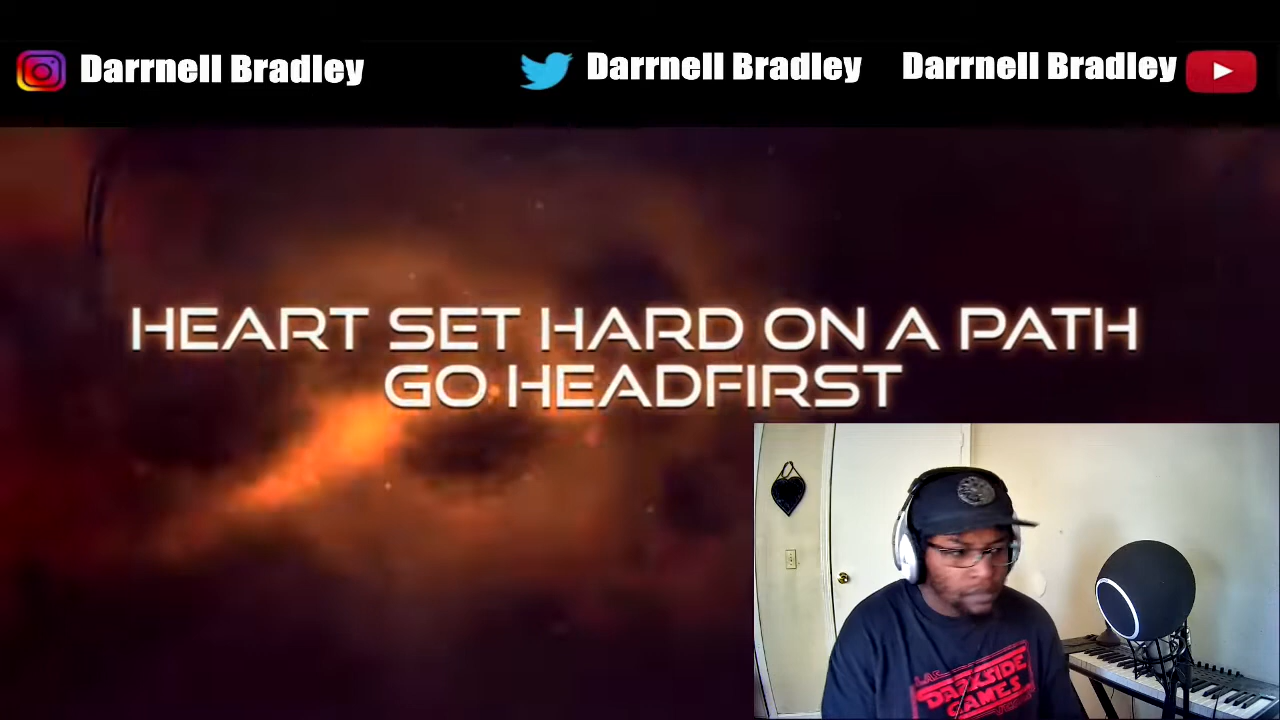 Darrnell Bradley
Darrnell Bradley
Darrnell Bradley
HEART SET HARD ON A PATH
GO HEADFIRST
DARKSIDE
GAMES